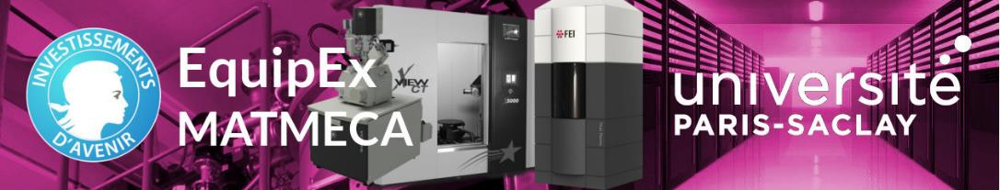 INVESTISSEMENTS
D'AVENIR
EquipEx
MATMECA
VIEW
CT
FEI
université
PARIS-SACLAY